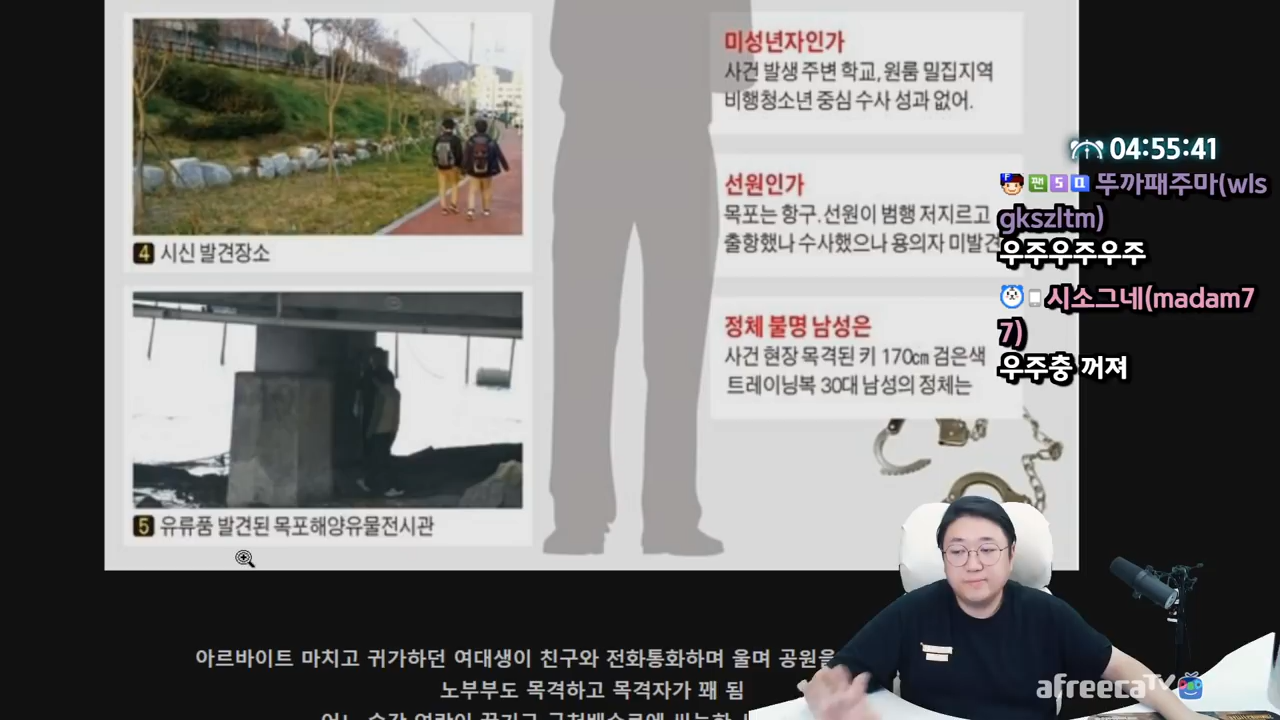 미성년자인가
사건 발생 주변 학교, 원룸 밀집지역
비행청소년 중심 수사 성과 없어.
선원인가
목포는 항구. 선원이 범행 저지르고
출항했나 수사했으나 용의자 미발견
정체 불명 남성은
사건 현장 목격된 키 170㎝ 검은색
트레이닝복 30대 남성의 정체는
4 시신 발견장소
5 유류품 발견된 목포해양유물전시관
04:55:41
F 팬 5 뚜까패주마(wls
gkszltm)
우주우주우주
시소그네(madam7
7)
우주충 꺼져
아르바이트 마치고 귀가하던 여대생이 친구와 전화통화하며 울며 공원을
노부부도 목격하고 목격자가 꽤 됨
afreecaTV